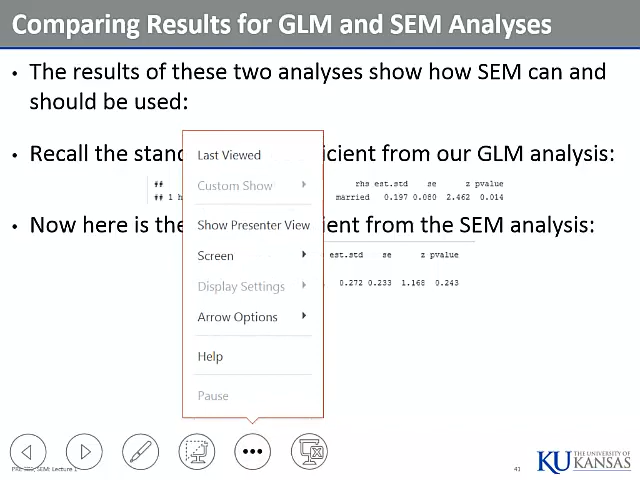 Comparing Results for GLM and SEM Analyses
• The results of these two analyses show how SEM can and
should be used:
• Recall the stand icient from our GLM analysis:
## rhs est.std se z pvalue
## 1 h married 0.197 0.080 2.462 0.014
• Now here is the ient from the SEM analysis:
est.std se z pvalue
0.272 0.233 1.168 0.243
Last Viewed
Custom Show
Show Presenter View
Screen
Display Settings
Arrow Options
Help
Pause
SEM Lecture 1
41
KU THE UNIVERSITY OF
KANSAS